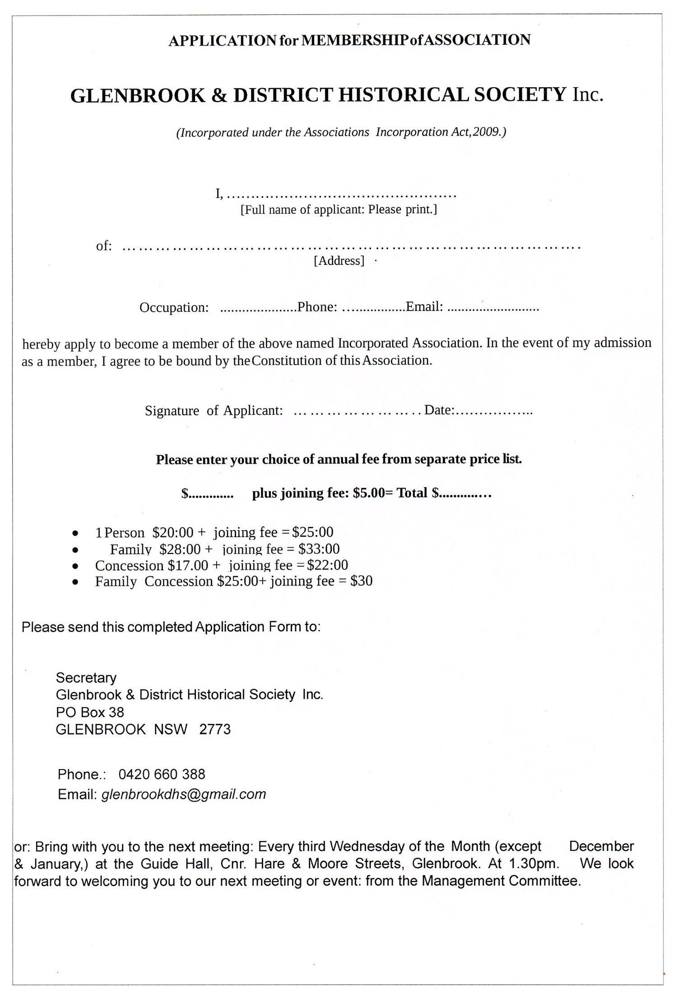 APPLICATION for MEMBERSHIP of ASSOCIATION
GLENBROOK & DISTRICT HISTORICAL SOCIETY Inc.
(Incorporated under the Associations Incorporation Act,2009.)
I, ................................................
[Full name of applicant: Please print.]
of: ..................................................................................
[Address]
Occupation: .....................Phone: .................Email: .........................
hereby apply to become a member of the above named Incorporated Association. In the event of my admission
as a member, I agree to be bound by the Constitution of this Association.
Signature of Applicant: ....................... Date:.................
Please enter your choice of annual fee from separate price list.
$............. plus joining fee: $5.00= Total $..............
• 1 Person $20:00 + joining fee = $25:00
• Family $28:00 + joining fee = $33:00
• Concession $17.00 + joining fee = $22:00
• Family Concession $25:00+ joining fee = $30
Please send this completed Application Form to:
Secretary
Glenbrook & District Historical Society Inc.
PO Box 38
GLENBROOK NSW 2773
Phone.: 0420 660 388
Email: glenbrookdhs@gmail.com
or: Bring with you to the next meeting: Every third Wednesday of the Month (except December
& January,) at the Guide Hall, Cnr. Hare & Moore Streets, Glenbrook. At 1.30pm. We look
forward to welcoming you to our next meeting or event: from the Management Committee.